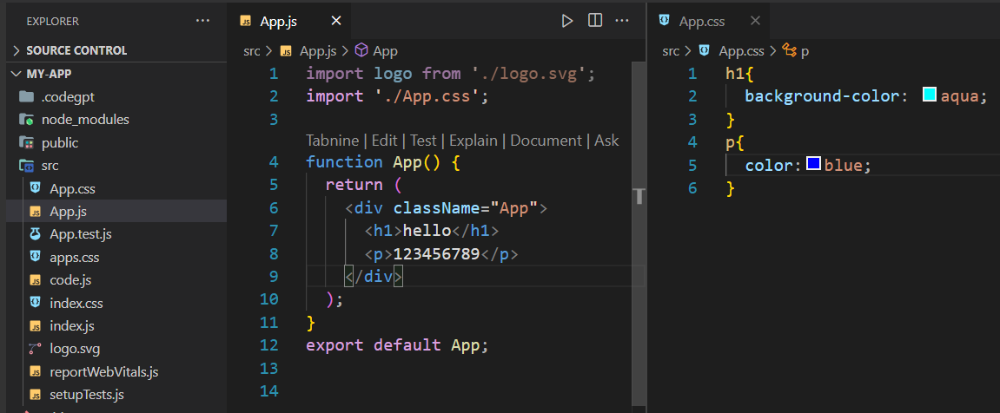 EXPLORER
SOURCE CONTROL
MY-APP
.codegpt
node_modules
public
src
App.css
App.js
App.test.js
apps.css
code.js
index.css
index.js
logo.svg
reportWebVitals.js
setupTests.js
App.js
src > App.js > App
1 import logo from './logo.svg';
2 import './App.css';
3
Tabnine | Edit | Test | Explain | Document | Ask
4 function App() {
5 return (
6 <div className="App">
7 <h1>hello</h1>
8 <p>123456789</p>
9 </div>
10 );
11 }
12 export default App;
13
14
App.css
src > App.css > p
1 h1{
2 background-color: aqua;
3 }
4 p{
5 color:blue;
6 }